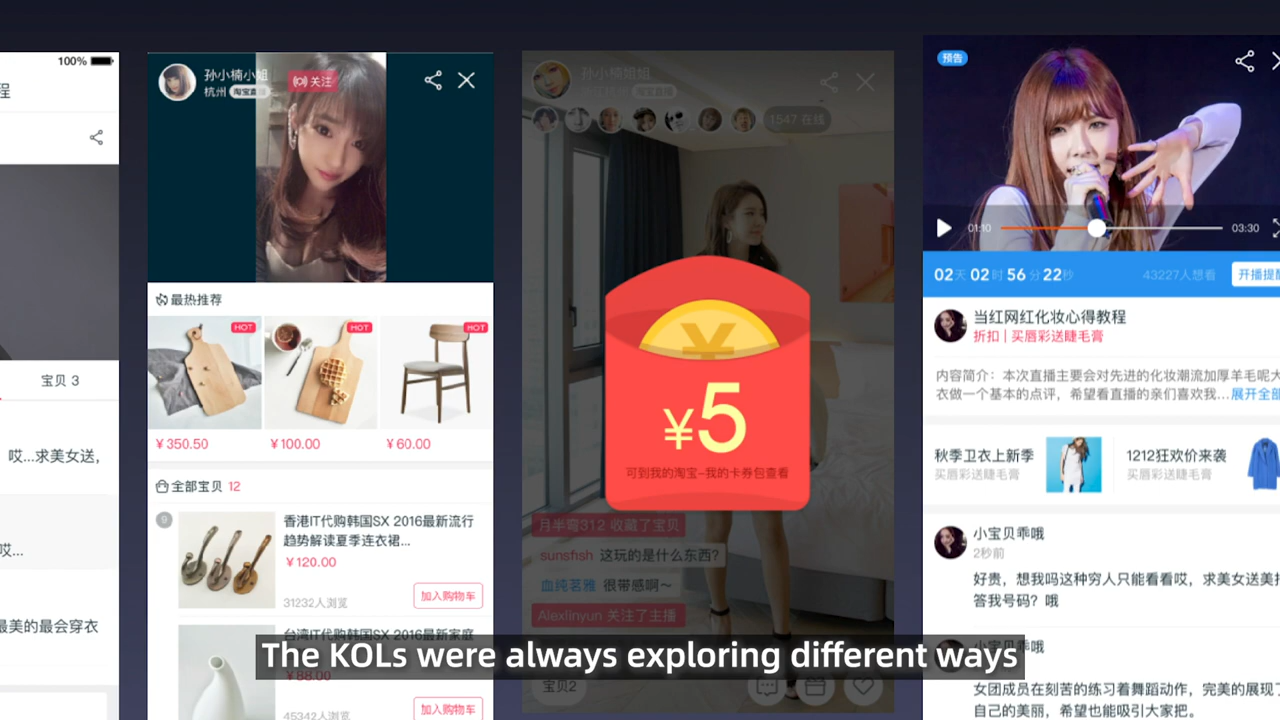 100%
程
宝贝 3
哎...求美女送,
哎...
最美的最会穿衣
孙小楠小姐
杭州 淘宝直
关注
最热推荐
HOT
HOT
HOT
¥350.50
¥100.00
¥60.00
全部宝贝 12
9
香港IT代购韩国SX 2016最新流行
趋势解读夏季连衣裙...
¥120.00
31232人浏览
加入购物车
台湾IT代购韩国SX 2016最新家庭
¥88.00
45342人浏览
加入购物车
孙小楠姐姐
淘宝直播
1547 在线
¥
¥5
可到我的淘宝-我的卡券包查看
月半弯312 收藏了宝贝
sunsfish 这玩的是什么东西?
血纯茗雅 很带感啊~
Alexlinyun 关注了主播
宝贝2
预告
01:10
03:30
02天 02时 56分 22秒
43227人想看
开播提醒
当红网红化妆心得教程
折扣 | 买唇彩送睫毛膏
内容简介：本次直播主要会对先进的化妆潮流加厚羊毛呢大
衣做一个基本的点评，希望看直播的亲们喜欢我...展开全部
秋季卫衣上新季
买唇彩送睫毛膏
1212狂欢价来袭
买唇彩送睫毛膏
小宝贝乖哦
2秒前
好贵，想我吗这种穷人只能看看哎，求美女送美拍
答我号码？哦
小宝贝乖哦
女团成员在刻苦的练习着舞蹈动作，完美的展现了
自己的美丽，希望也能吸引大家把。
The KOLs were always exploring different ways